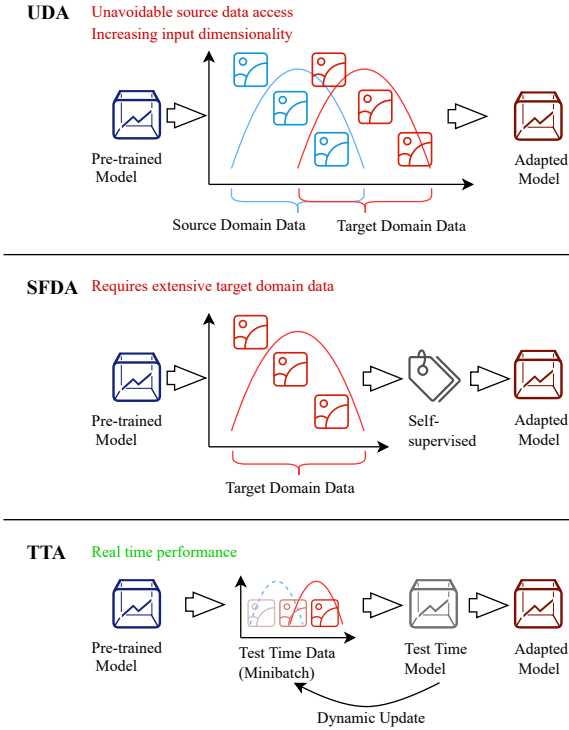 UDA Unavoidable source data access
Increasing input dimensionality
Pre-trained
Model
Adapted
Model
Source Domain Data Target Domain Data
SFDA Requires extensive target domain data
Pre-trained
Model
Self-
supervised
Adapted
Model
Target Domain Data
TTA Real time performance
Pre-trained
Model
Test Time Data
(Minibatch)
Test Time
Model
Adapted
Model
Dynamic Update